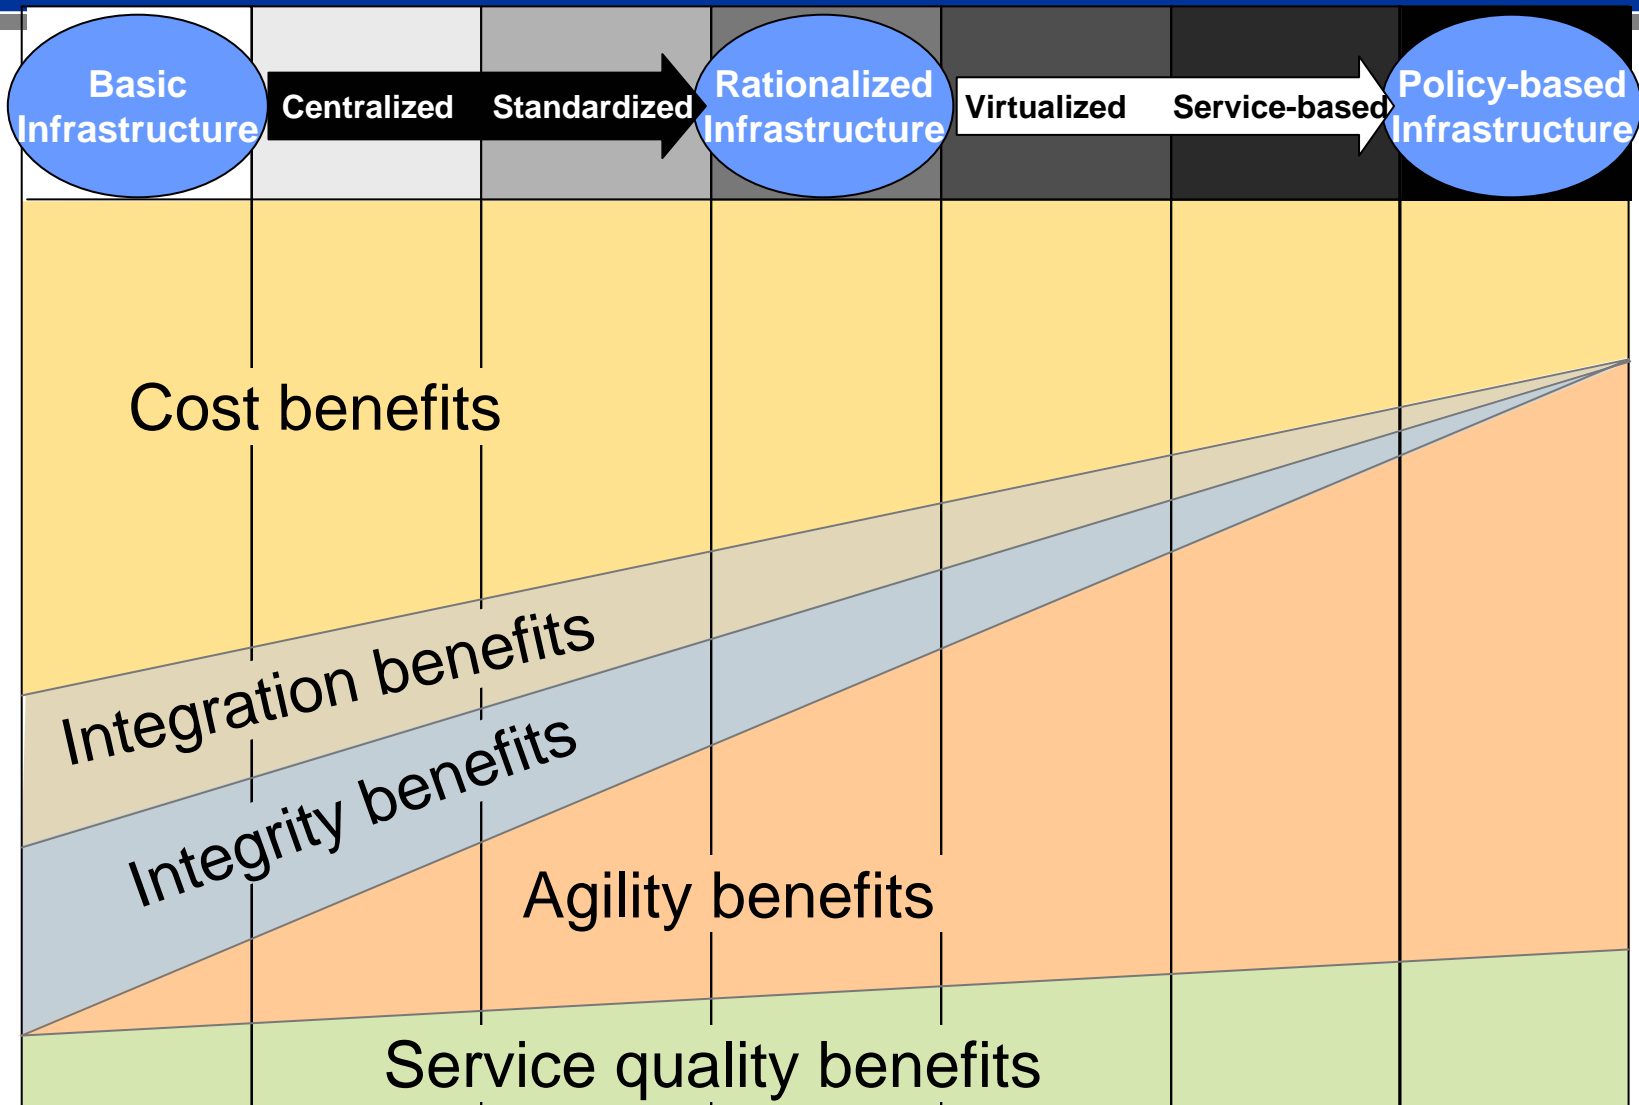 Basic
Infrastructure
Centralized
Standardized
Rationalized
Infrastructure
Virtualized
Service-based
Policy-based
Infrastructure
Cost benefits
Integration benefits
Integrity benefits
Agility benefits
Service quality benefits